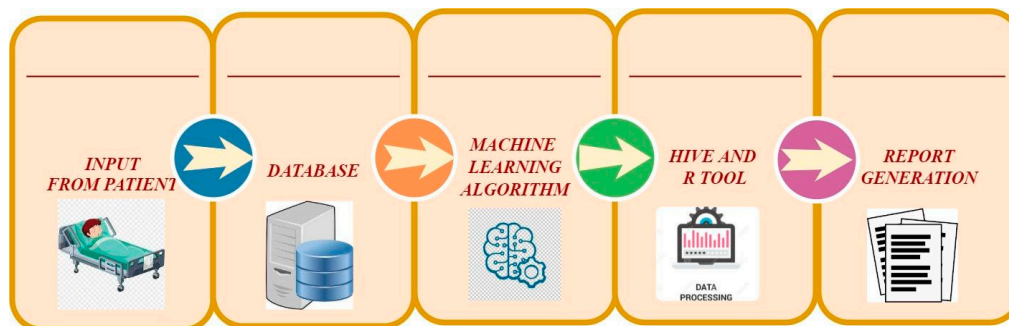 INPUT
FROM PATIENT
DATABASE
MACHINE
LEARNING
ALGORITHM
HIVE AND
R TOOL
DATA
PROCESSING
REPORT
GENERATION